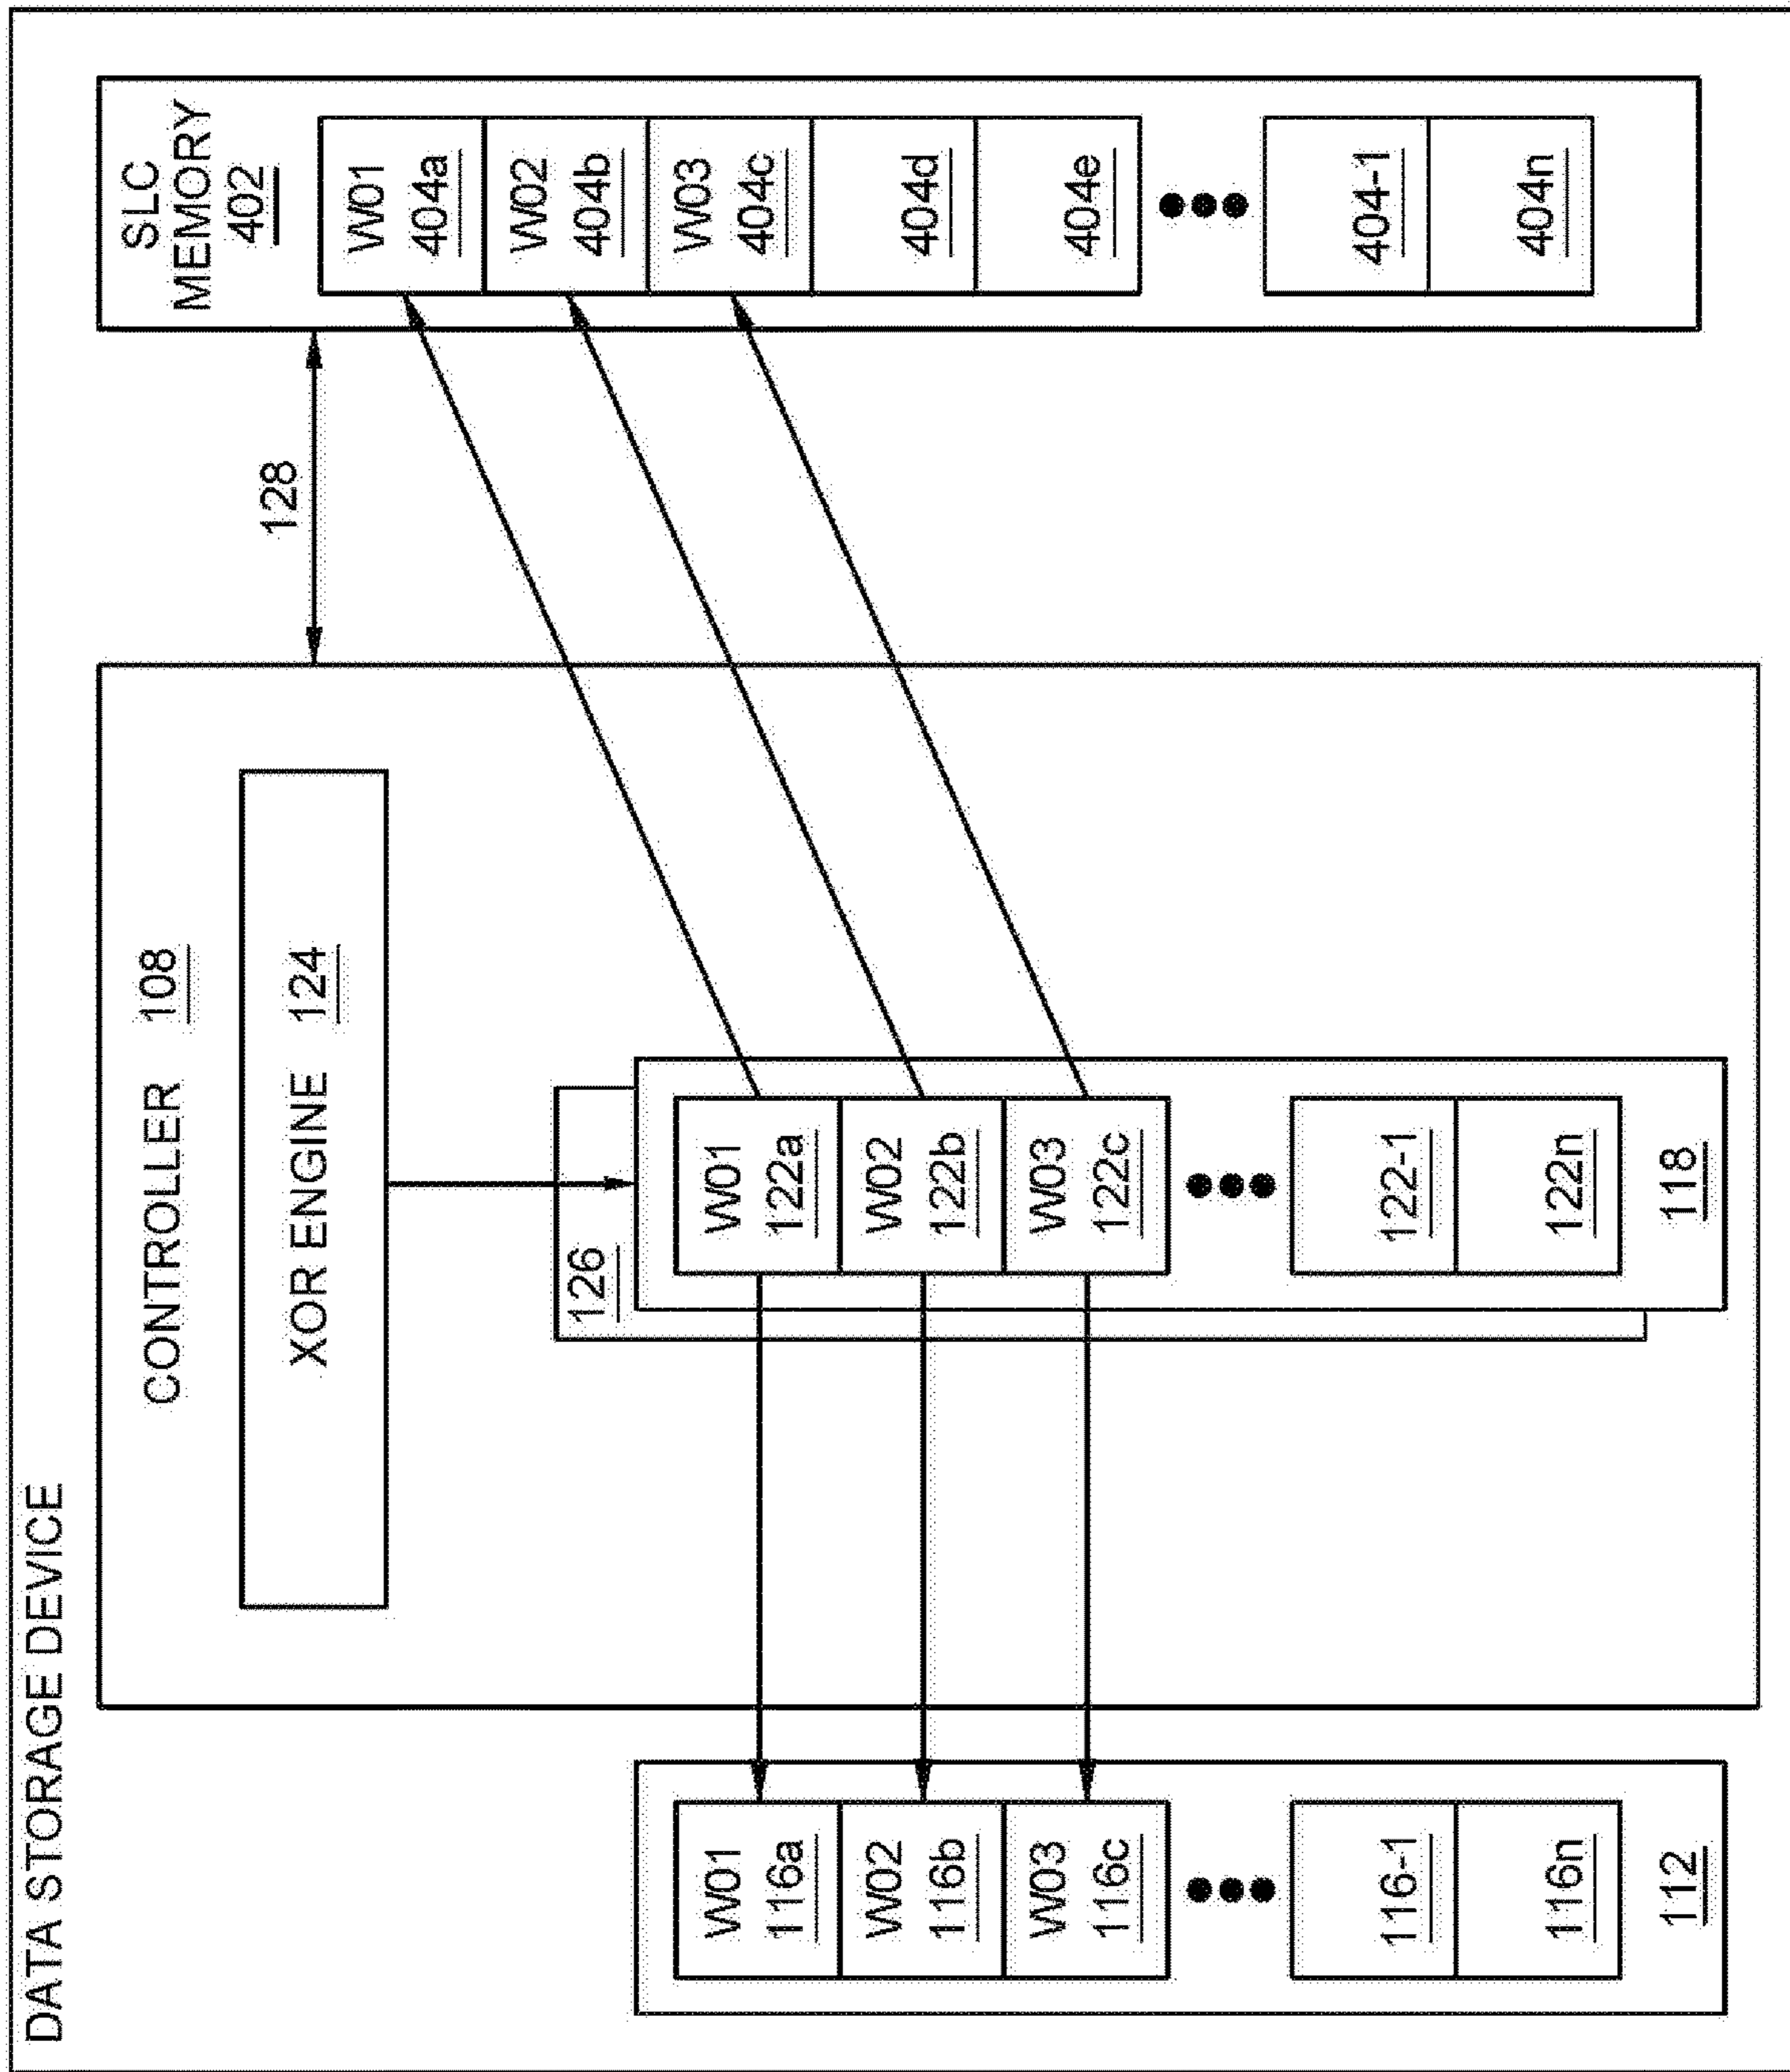 DATA STORAGE DEVICE
CONTROLLER 108
XOR ENGINE 124
128
SLC
MEMORY
402
W01
116a
W02
116b
W03
116c
116-1
116n
112
126
W01
122a
W02
122b
W03
122c
122-1
122n
118
W01
404a
W02
404b
W03
404c
404d
404e
404-1
404n